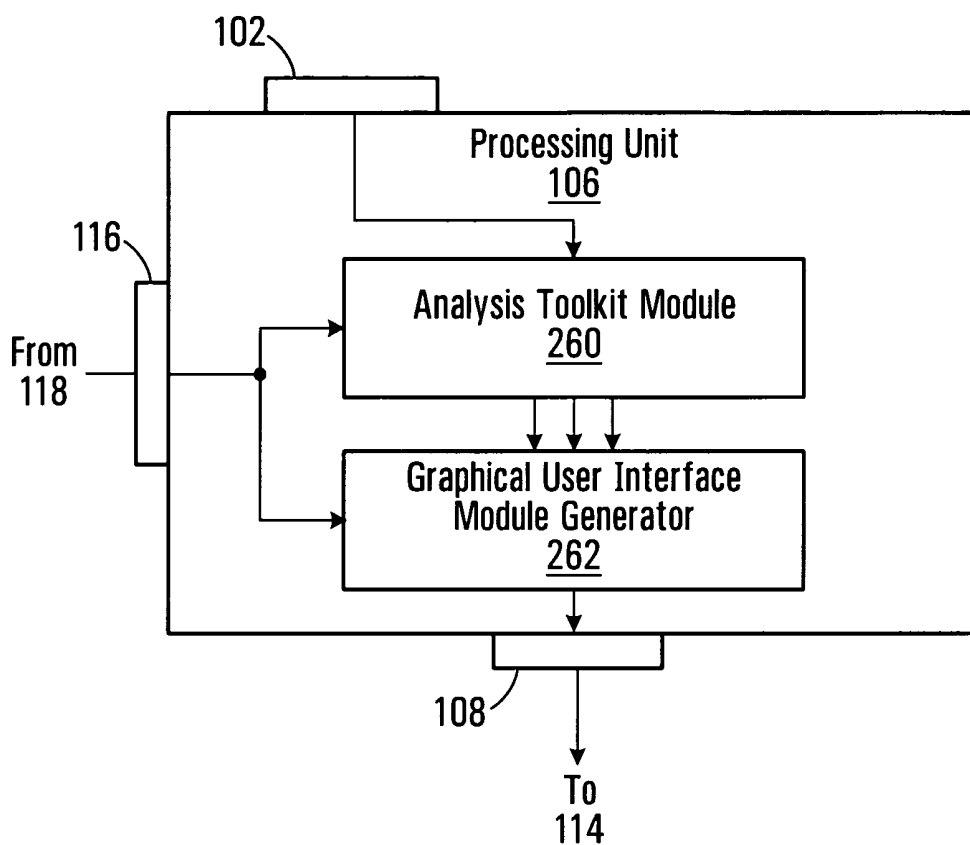 102
Processing Unit
106
116
Analysis Toolkit Module
260
From
118
Graphical User Interface
Module Generator
262
108
To
114